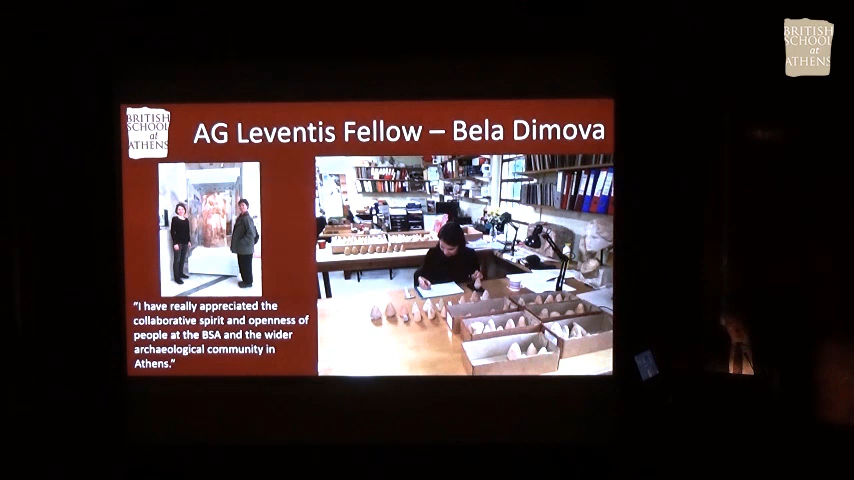 BRITISH
SCHOOL
at
ATHENS
BRITISH
SCHOOL
at
ATHENS
AG Leventis Fellow – Bela Dimova
"I have really appreciated the
collaborative spirit and openness of
people at the BSA and the wider
archaeological community in
Athens."